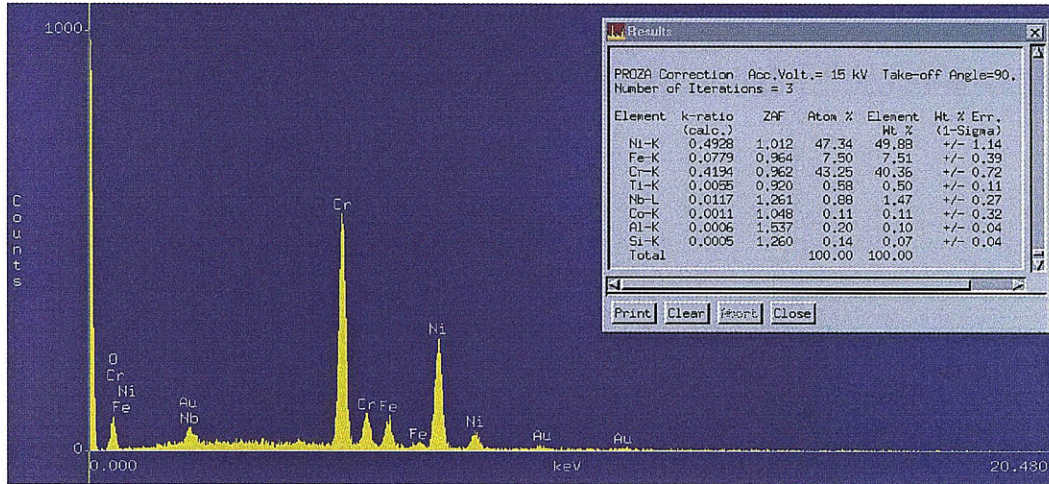 1000
Counts
0
0.000
keV
20.480
O
Cr
Ni
Fe
Au
Nb
Cr
Cr
Fe
Fe
Ni
Ni
Au
Au
Results
PROZA Correction Acc.Volt.= 15 kV Take-off Angle=90,
Number of Iterations = 3
Element k-ratio ZAF Atom % Element Wt % Err.
(calc.) Wt % (1-Sigma)
Ni-K 0.4928 1.012 47.34 49.88 +/- 1.14
Fe-K 0.0779 0.964 7.50 7.51 +/- 0.39
Cr-K 0.4194 0.962 43.25 40.36 +/- 0.72
Ti-K 0.0055 0.920 0.58 0.50 +/- 0.11
Nb-L 0.0117 1.261 0.88 1.47 +/- 0.27
Co-K 0.0011 1.048 0.11 0.11 +/- 0.32
Al-K 0.0006 1.537 0.20 0.10 +/- 0.04
Si-K 0.0005 1.260 0.14 0.07 +/- 0.04
Total 100.00 100.00
Print Clear Abort Close